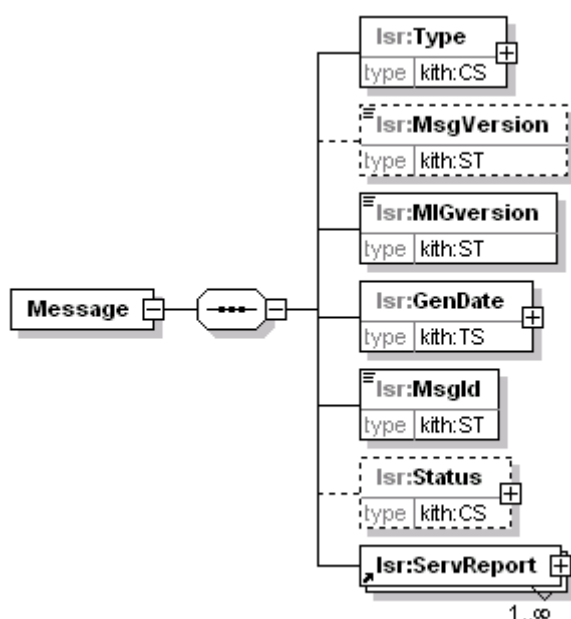 lsr:Type
type kith:CS
lsr:MsgVersion
type kith:ST
lsr:MIGversion
type kith:ST
Message
lsr:GenDate
type kith:TS
lsr:MsgId
type kith:ST
lsr:Status
type kith:CS
lsr:ServReport
1..∞